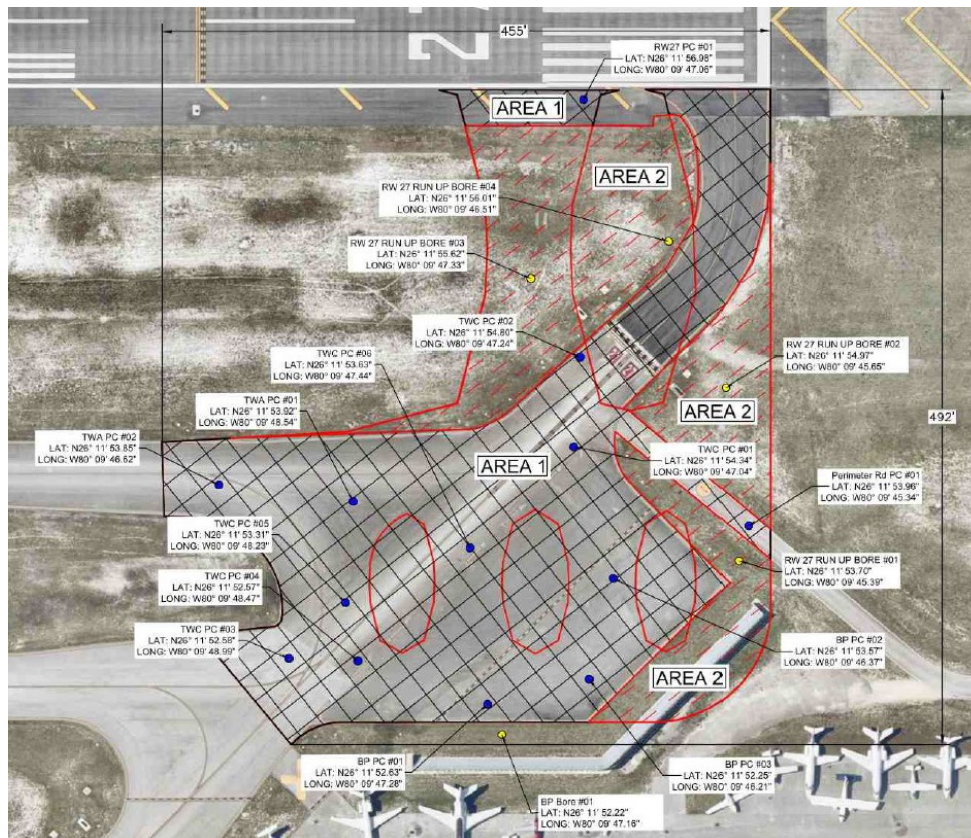 455'
RW27 PC #01
LAT: N26° 11' 56.98"
LONG: W80° 09' 47.06"
AREA 1
AREA 2
RW 27 RUN UP BORE #04
LAT: N26° 11' 56.01"
LONG: W80° 09' 46.51"
RW 27 RUN UP BORE #03
LAT: N26° 11' 55.62"
LONG: W80° 09' 47.33"
TWC PC #02
LAT: N26° 11' 54.80"
LONG: W80° 09' 47.24"
TWC PC #06
LAT: N26° 11' 53.63"
LONG: W80° 09' 47.44"
RW 27 RUN UP BORE #02
LAT: N26° 11' 54.97"
LONG: W80° 09' 45.65"
TWA PC #01
LAT: N26° 11' 53.92"
LONG: W80° 09' 48.54"
AREA 2
492'
TWA PC #02
LAT: N26° 11' 53.85"
LONG: W80° 09' 46.62"
AREA 1
TWC PC #01
LAT: N26° 11' 54.34"
LONG: W80° 09' 47.04"
Perimeter Rd PC #01
LAT: N26° 11' 53.96"
LONG: W80° 09' 45.34"
TWC PC #05
LAT: N26° 11' 53.31"
LONG: W80° 09' 48.23"
RW 27 RUN UP BORE #01
LAT: N26° 11' 53.70"
LONG: W80° 09' 45.39"
TWC PC #04
LAT: N26° 11' 52.57"
LONG: W80° 09' 48.47"
TWC PC #03
LAT: N26° 11' 52.58"
LONG: W80° 09' 48.99"
BP PC #02
LAT: N26° 11' 53.57"
LONG: W80° 09' 46.37"
AREA 2
BP PC #01
LAT: N26° 11' 52.63"
LONG: W80° 09' 47.28"
BP PC #03
LAT: N26° 11' 52.25"
LONG: W80° 09' 46.21"
BP Bore #01
LAT: N26° 11' 52.22"
LONG: W80° 09' 47.16"